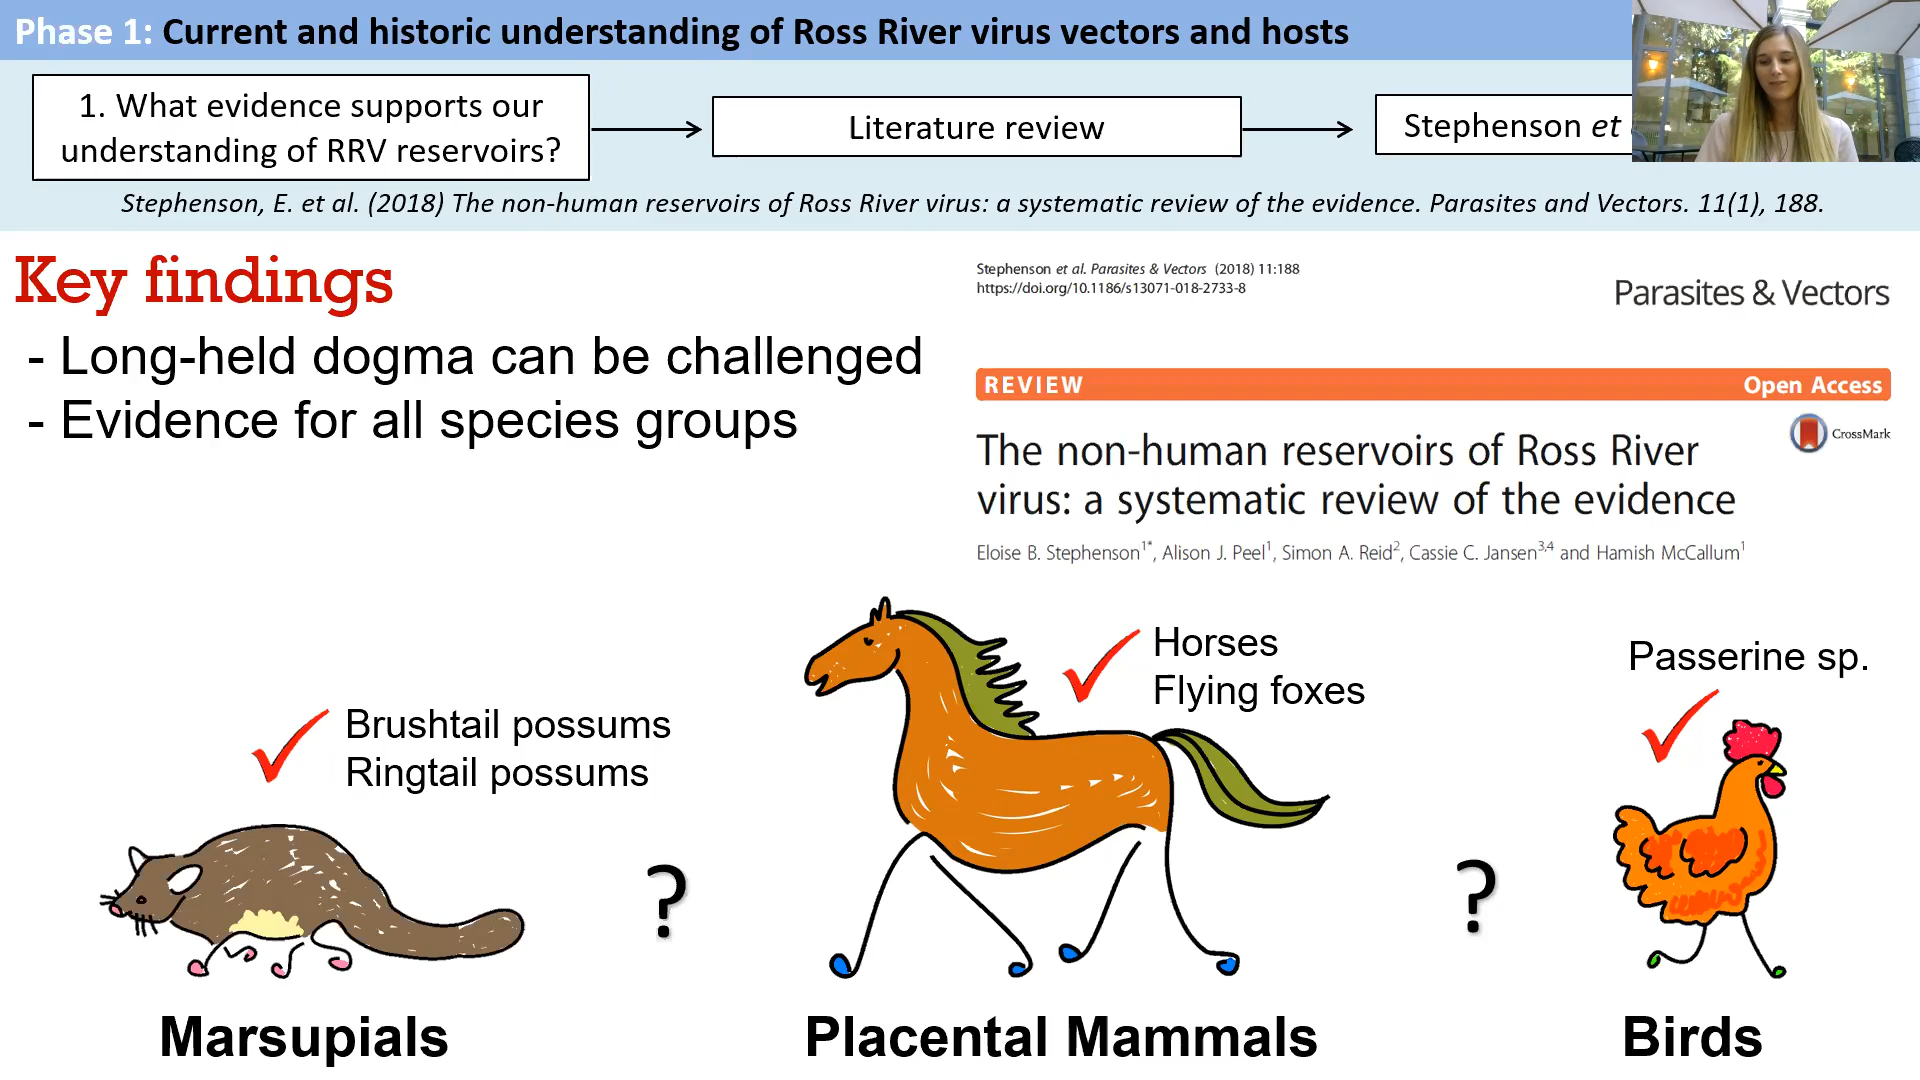 Phase 1: Current and historic understanding of Ross River virus vectors and hosts
1. What evidence supports our
understanding of RRV reservoirs?
Literature review
Stephenson et
Stephenson, E. et al. (2018) The non-human reservoirs of Ross River virus: a systematic review of the evidence. Parasites and Vectors. 11(1), 188.
Key findings
- Long-held dogma can be challenged
- Evidence for all species groups
Stephenson et al. Parasites & Vectors (2018) 11:188
https://doi.org/10.1186/s13071-018-2733-8
Parasites & Vectors
REVIEW Open Access
CrossMark
The non-human reservoirs of Ross River
virus: a systematic review of the evidence
Eloise B. Stephenson1*, Alison J. Peel1, Simon A. Reid2, Cassie C. Jansen3,4 and Hamish McCallum1
Brushtail possums
Ringtail possums
Horses
Flying foxes
Passerine sp.
?
?
Marsupials
Placental Mammals
Birds